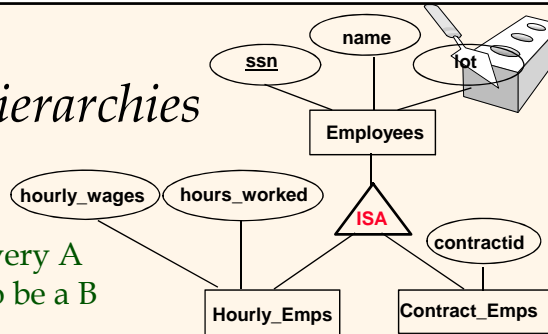 name
ssn
lot
ierarchies
Employees
hourly_wages
hours_worked
ISA
contractid
very A
o be a B
Hourly_Emps
Contract_Emps